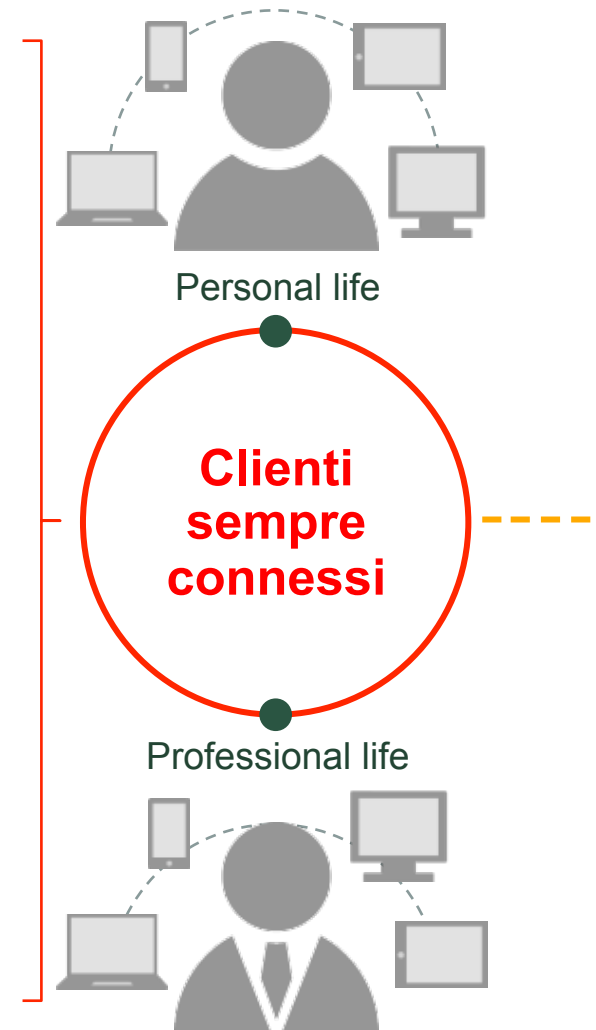 Personal life
Clienti
sempre
connessi
Professional life